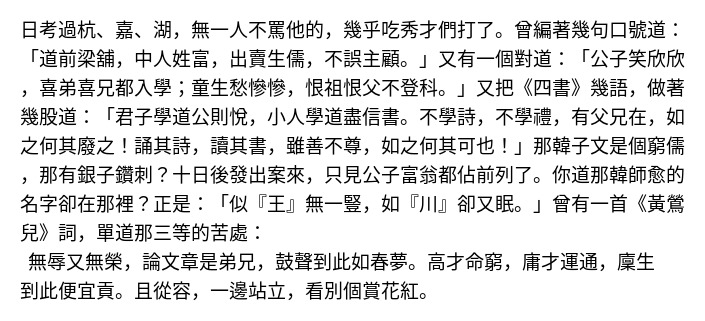 日考過杭、嘉、湖，無一人不罵他的，幾乎吃秀才們打了。曾編著幾句口號道：
「道前梁舖，中人姓富，出賣生儒，不誤主顧。」又有一個對道：「公子笑欣欣
，喜弟喜兄都入學；童生愁慘慘，恨祖恨父不登科。」又把《四書》幾語，做著
幾股道：「君子學道公則悅，小人學道盡信書。不學詩，不學禮，有父兄在，如
之何其廢之！誦其詩，讀其書，雖善不尊，如之何其可也！」那韓子文是個窮儒
，那有銀子鑽刺？十日後發出案來，只見公子富翁都佔前列了。你道那韓師愈的
名字卻在那裡？正是：「似『王』無一豎，如『川』卻又眠。」曾有一首《黃鶯
兒》詞，單道那三等的苦處：
無辱又無榮，論文章是弟兄，鼓聲到此如春夢。高才命窮，庸才運通，廩生
到此便宜貢。且從容，一邊站立，看別個賞花紅。